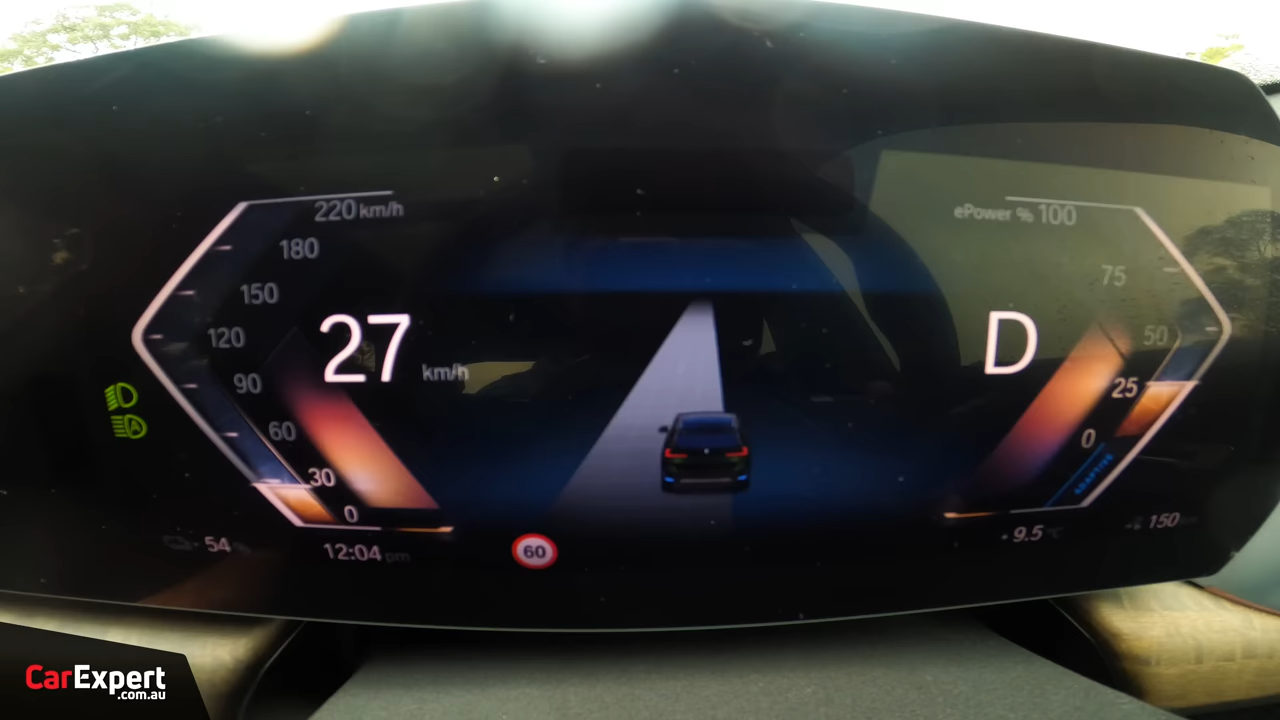 220 km/h
180
150
120
90
60
30
0
27 km/h
ePower % 100
75
50
25
0
D
ADAPTIVE
54
12:04 pm
60
9.5 °C
150
CarExpert
.com.au